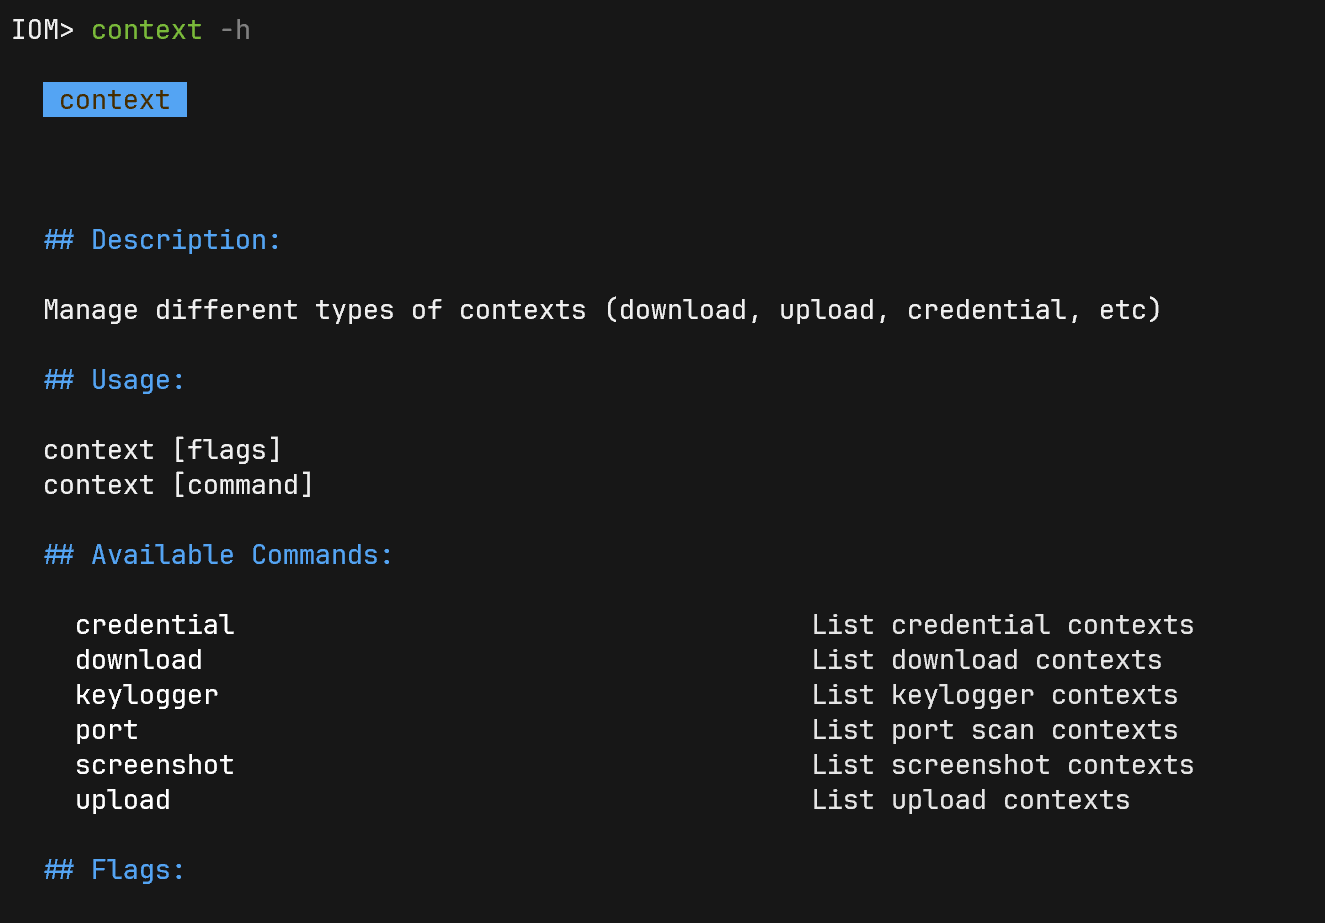 IOM> context -h
context
## Description:
Manage different types of contexts (download, upload, credential, etc)
## Usage:
context [flags]
context [command]
## Available Commands:
credential List credential contexts
download List download contexts
keylogger List keylogger contexts
port List port scan contexts
screenshot List screenshot contexts
upload List upload contexts
## Flags: